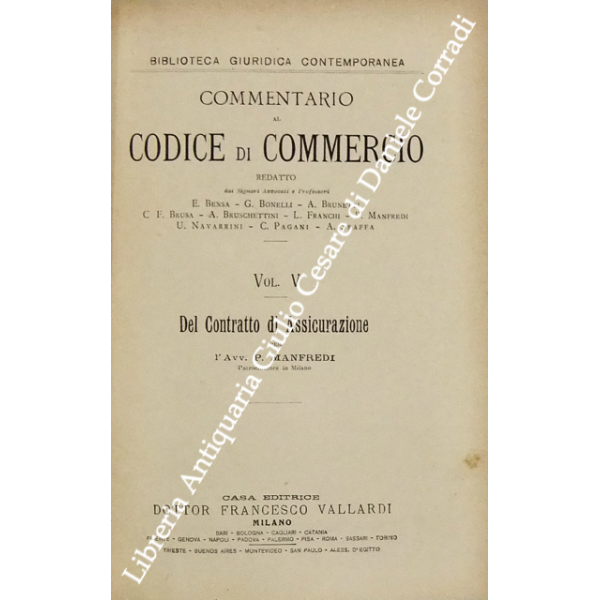 BIBLIOTECA GIURIDICA CONTEMPORANEA
COMMENTARIO
AL
CODICE DI COMMERCIO
REDATTO
dai Signori Avvocati e Professori
E. BENSA - G. BONELLI - A. BRUNETTI
C. F. BRUSA - A. BRUSCHETTINI - L. FRANCHI - MANFREDI
U. NAVARRINI - C. PAGANI - A. SRAFFA
VOL. V
Del Contratto di Assicurazione
l'Avv. P. MANFREDI
Patrocinatore in Milano
CASA EDITRICE
DOTTOR FRANCESCO VALLARDI
MILANO
BARI - BOLOGNA - CAGLIARI - CATANIA
FIRENZE - GENOVA - NAPOLI - PADOVA - PALERMO - PISA - ROMA - SASSARI - TORINO
TRIESTE - BUENOS AIRES - MONTEVIDEO - SAN PAULO - ALESS. D'EGITTO
Libreria Antiquaria Giulio Cesare di Daniele Corradi